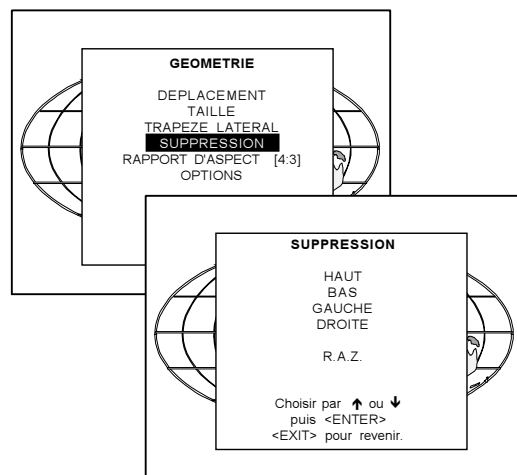 GEOMETRIE
DEPLACEMENT
TAILLE
TRAPEZE LATERAL
SUPPRESSION
RAPPORT D'ASPECT [4:3]
OPTIONS
SUPPRESSION
HAUT
BAS
GAUCHE
DROITE
R.A.Z.
Choisir par ↑ ou ↓
puis <ENTER>
<EXIT> pour revenir.